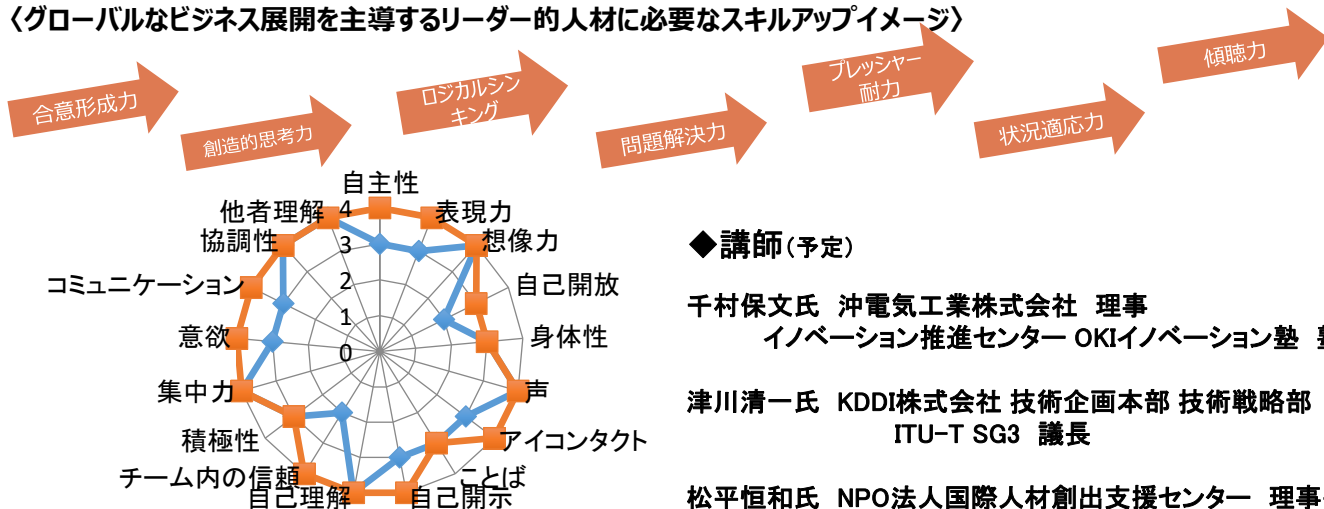 〈グローバルなビジネス展開を主導するリーダー的人材に必要なスキルアップイメージ〉
合意形成力
創造的思考力
ロジカルシン
キング
問題解決力
プレッシャー
耐力
状況適応力
傾聴力
自主性
表現力
想像力
自己開放
身体性
声
アイコンタクト
ことば
自己開示
自己理解
チーム内の信頼
積極性
集中力
意欲
コミュニケーション
協調性
他者理解
4
3
2
1
0
◆講師(予定)
千村保文氏 沖電気工業株式会社 理事
イノベーション推進センター OKIイノベーション塾
津川清一氏 KDDI株式会社 技術企画本部 技術戦略部
ITU-T SG3 議長
松平恒和氏 NPO法人国際人材創出支援センター 理事